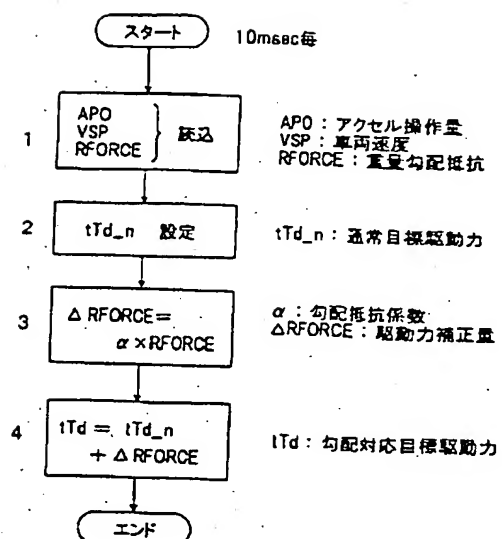 スタート 10msec毎
1
APO
VSP
RFORCE
読込
APO：アクセル操作量
VSP：車両速度
RFORCE：重量勾配抵抗
2
tTd_n 設定
tTd_n：通常目標駆動力
3
△RFORCE=
α×RFORCE
α：勾配抵抗係数
△RFORCE：駆動力補正量
4
tTd = tTd_n
+ △RFORCE
tTd：勾配対応目標駆動力
エンド